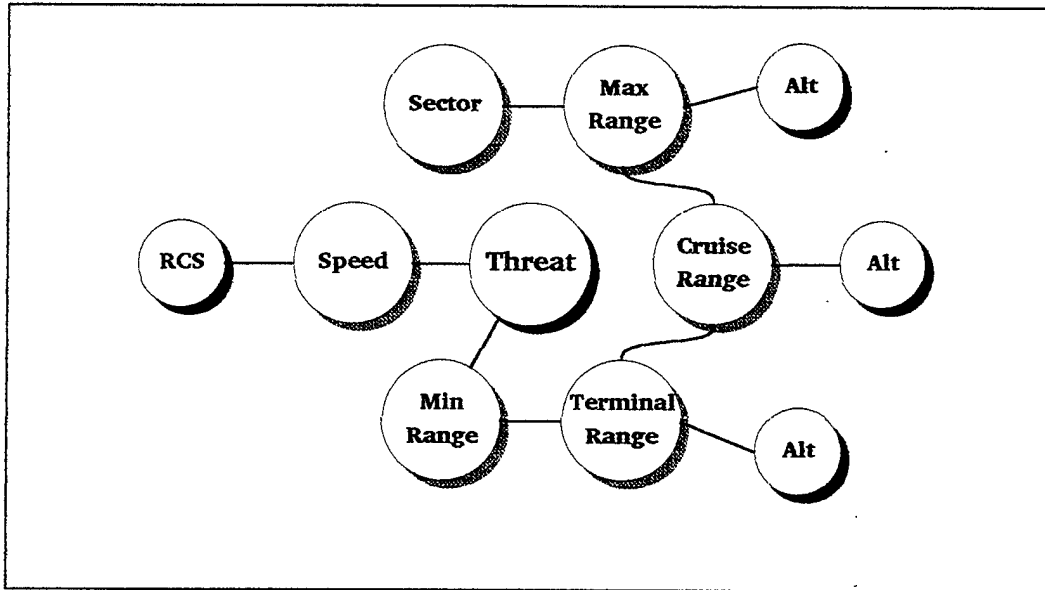 Sector
Max
Range
Alt
RCS
Speed
Threat
Cruise
Range
Alt
Min
Range
Terminal
Range
Alt